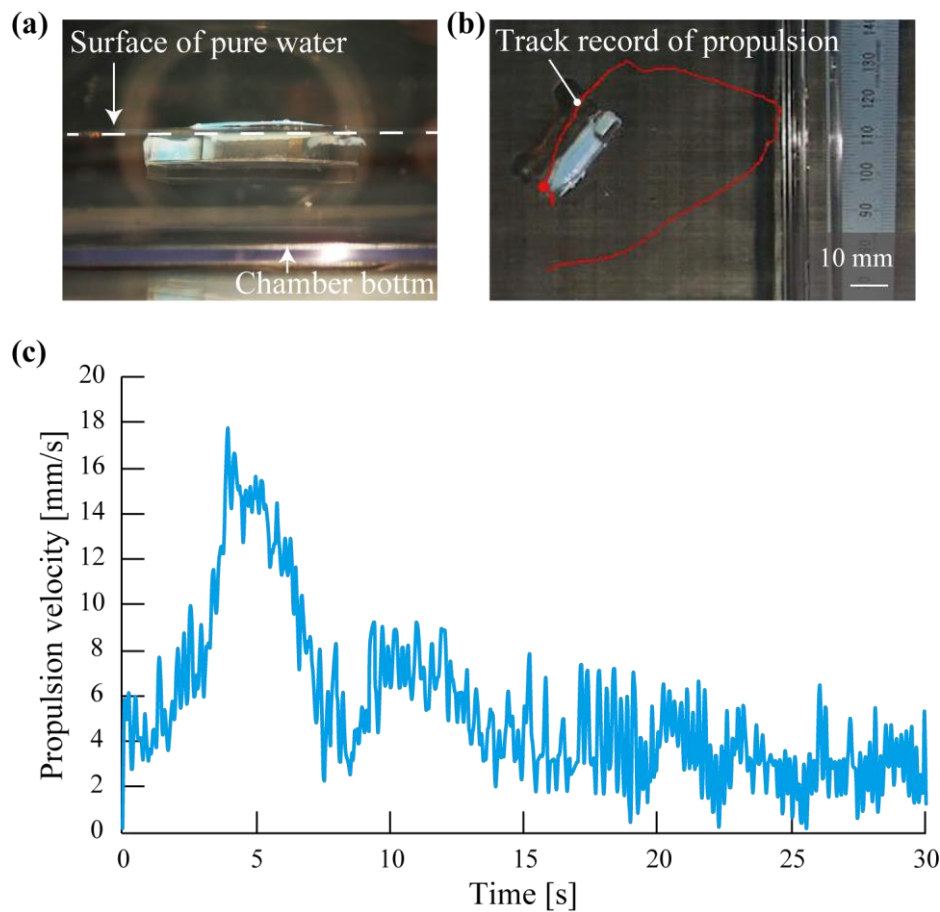 (a)
Surface of pure water
Chamber bottm
(b)
Track record of propulsion
140
130
120
110
100
90
10 mm
(c)
Propulsion velocity [mm/s]
20
18
16
14
12
10
8
6
4
2
0
0 5 10 15 20 25 30
Time [s]